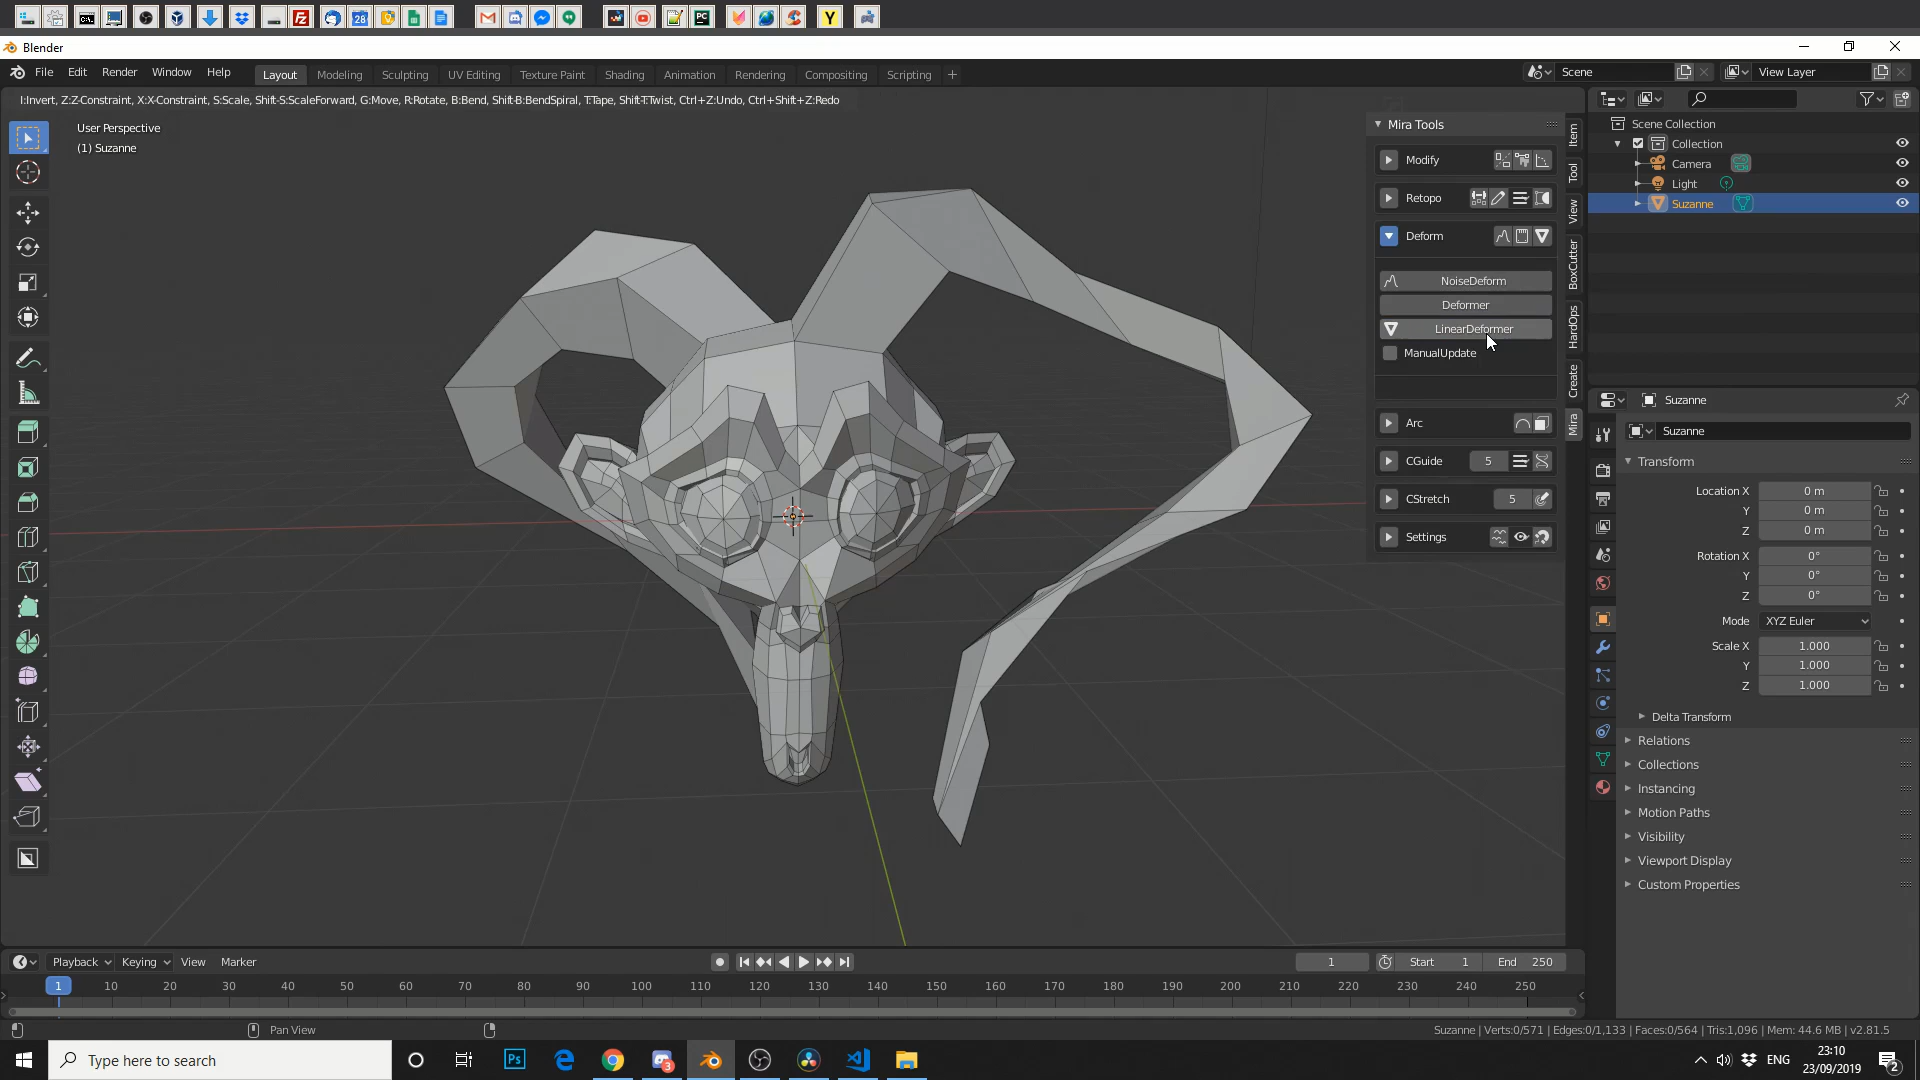 28
PC
Y
Blender
File Edit Render Window Help Layout Modeling Sculpting UV Editing Texture Paint Shading Animation Rendering Compositing Scripting + Scene View Layer
I:Invert, Z:Z-Constraint, X:X-Constraint, S:Scale, Shift-S:ScaleForward, G:Move, R:Rotate, B:Bend, Shift-B:BendSpiral, T:Tape, Shift-T:Twist, Ctrl+Z:Undo, Ctrl+Shift+Z:Redo
User Perspective
(1) Suzanne
Mira Tools
Modify
Retopo
Deform
NoiseDeform
Deformer
LinearDeformer
ManualUpdate
Arc
CGuide 5
CStretch 5
Settings
Item
Tool
View
BoxCutter
HardOps
Create
Mira
Scene Collection
Collection
Camera
Light
Suzanne
Suzanne
Suzanne
Transform
Location X 0 m
Y 0 m
Z 0 m
Rotation X 0°
Y 0°
Z 0°
Mode XYZ Euler
Scale X 1.000
Y 1.000
Z 1.000
Delta Transform
Relations
Collections
Instancing
Motion Paths
Visibility
Viewport Display
Custom Properties
Playback Keying View Marker 1 Start 1 End 250
1 10 20 30 40 50 60 70 80 90 100 110 120 130 140 150 160 170 180 190 200 210 220 230 240 250
Pan View
Suzanne | Verts:0/571 | Edges:0/1,133 | Faces:0/564 | Tris:1,096 | Mem: 44.6 MB | v2.81.5
Type here to search
Ps
3
ENG
23:10
23/09/2019
2